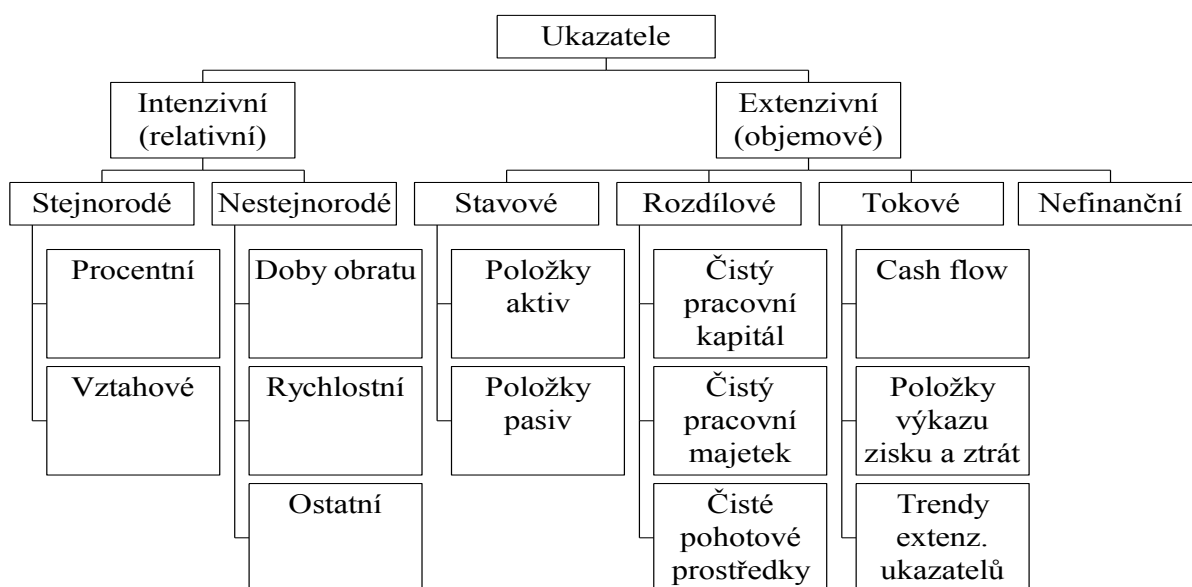 Ukazatele
Intenzivní
(relativní)
Extenzivní
(objemové)
Stejnorodé
Nestejnorodé
Stavové
Rozdílové
Tokové
Nefinanční
Procentní
Doby obratu
Položky
aktiv
Čistý
pracovní
kapitál
Cash flow
Vztahové
Rychlostní
Položky
pasiv
Čistý
pracovní
majetek
Položky
výkazu
zisku a ztrát
Ostatní
Čisté
pohotové
prostředky
Trendy
extenz.
ukazatelů